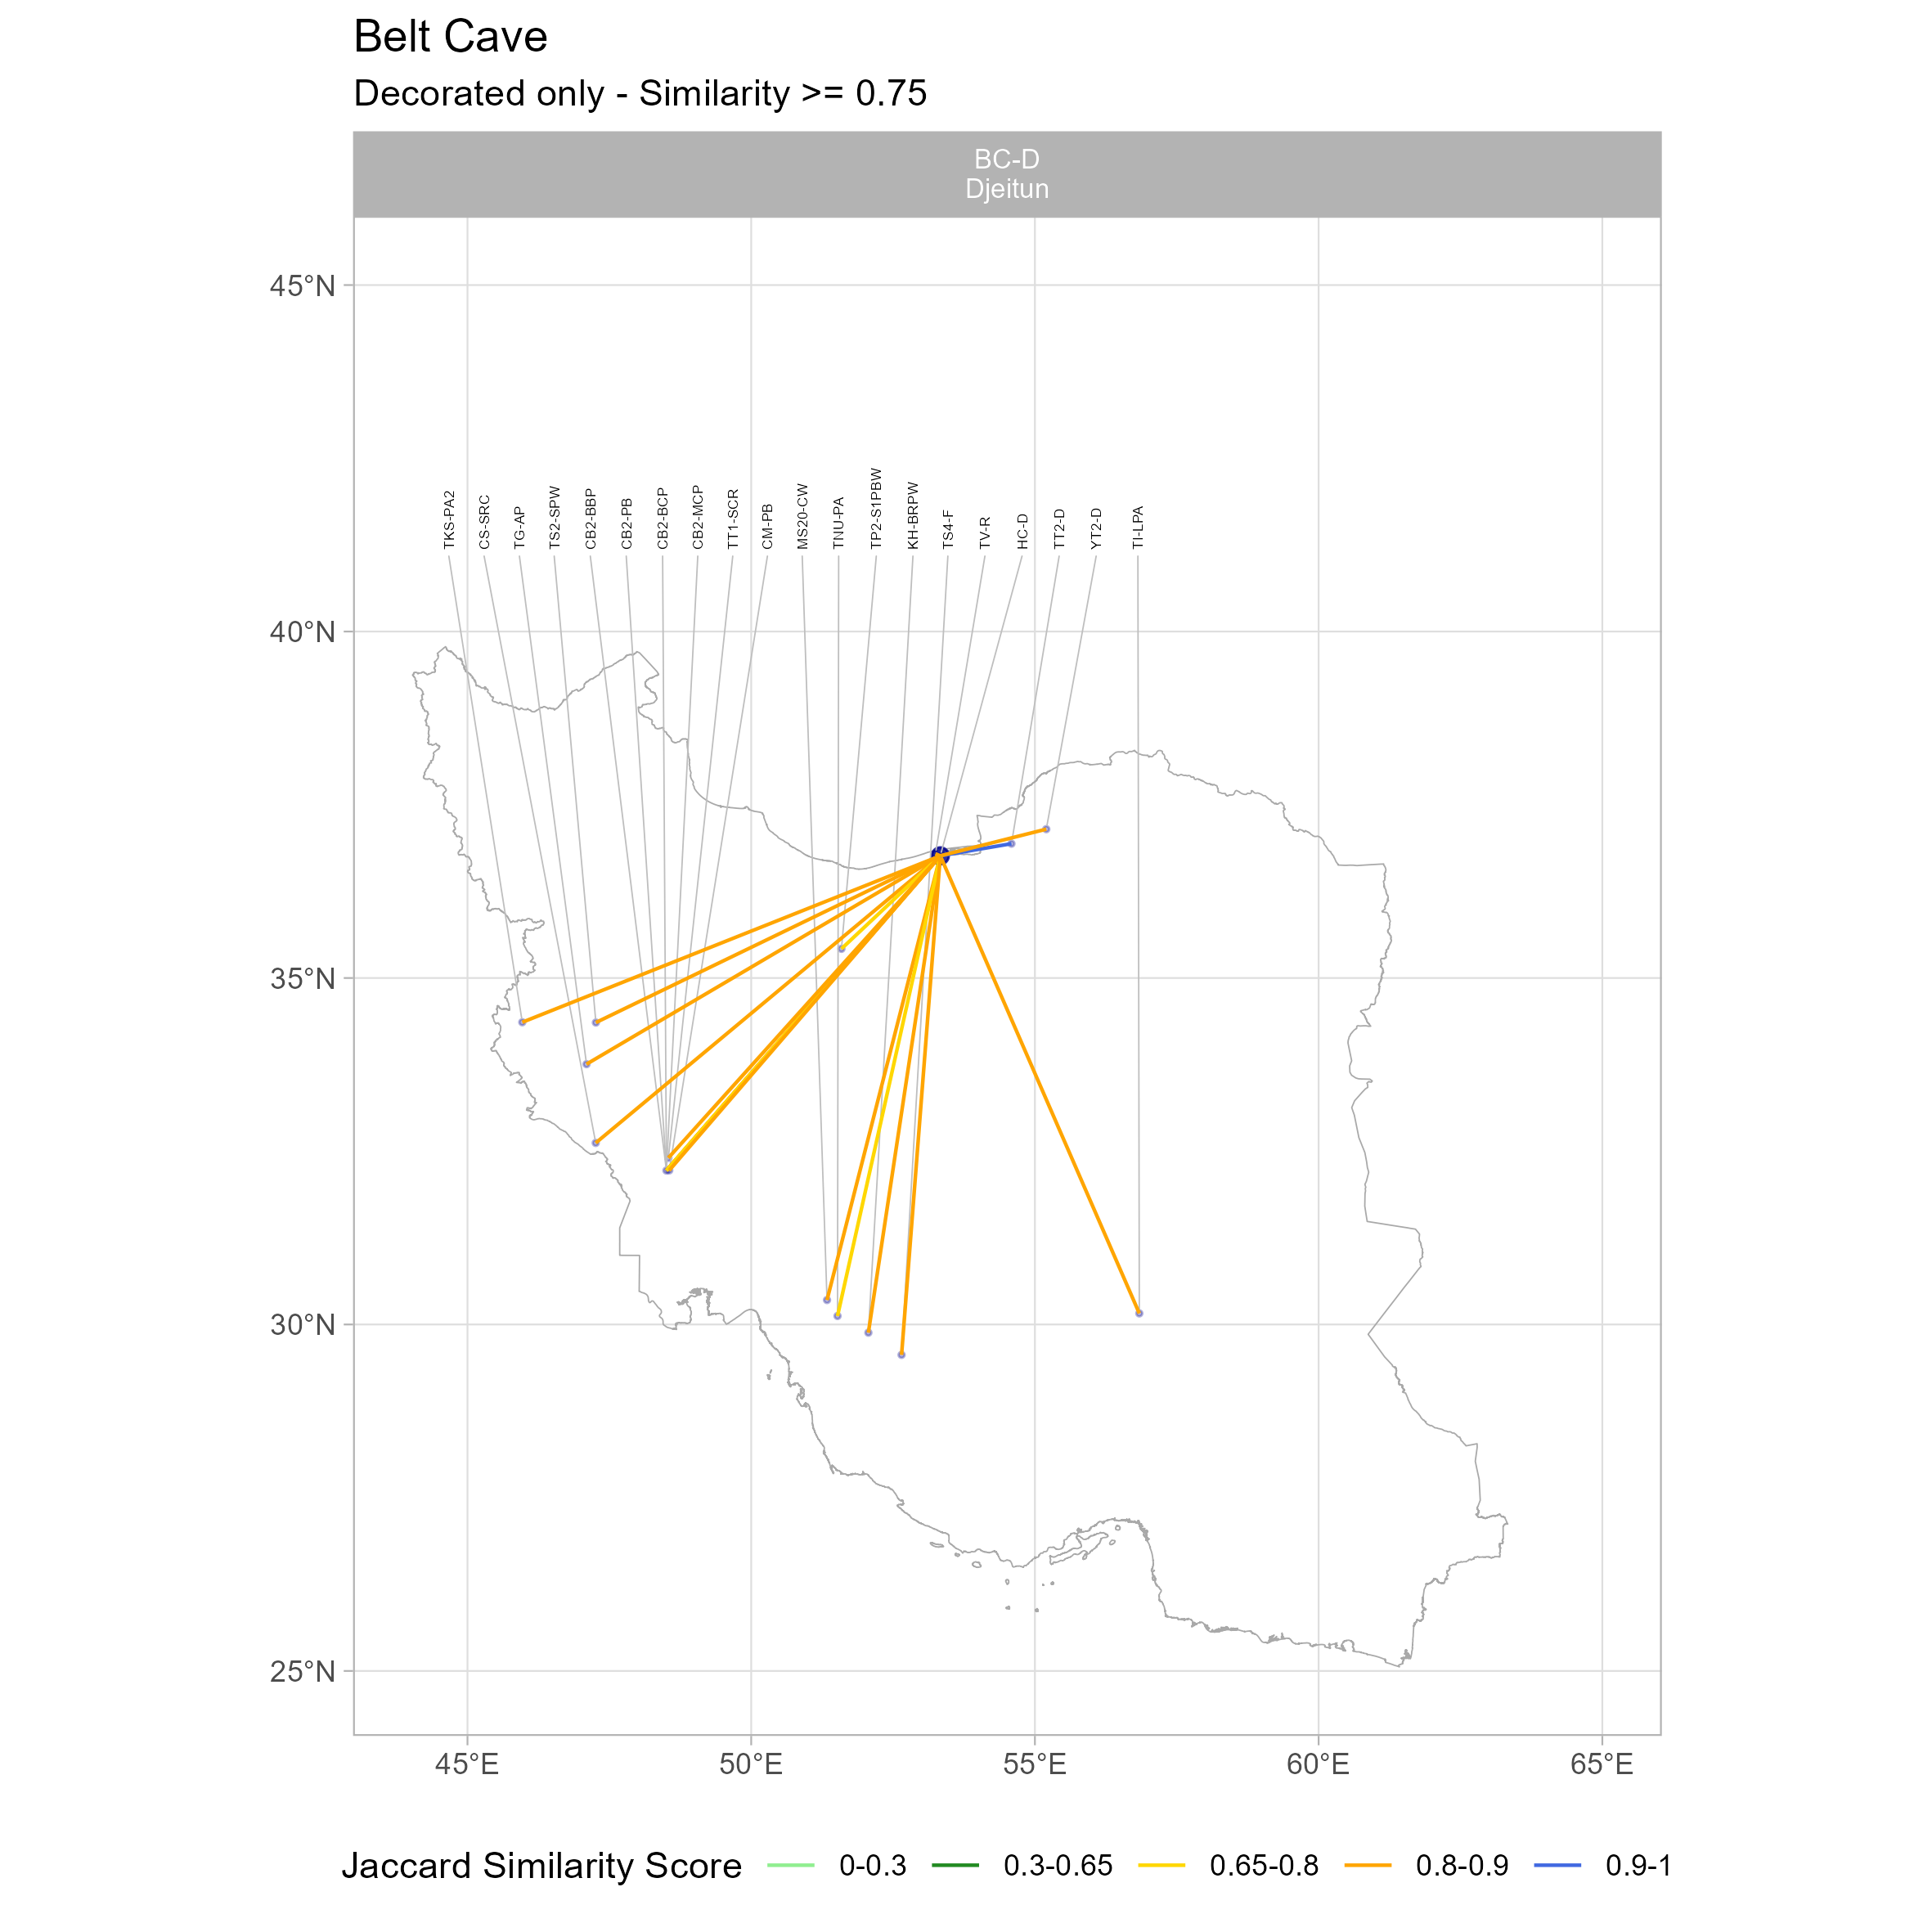 Belt Cave
Decorated only - Similarity >= 0.75
BC-D
Djeitun
45°N
40°N
35°N
30°N
25°N
TKS-PA2
CS-SRC
TG-AP
TS2-SPW
CB2-BBP
CB2-PB
CB2-BCP
CB2-MCP
TT1-SCR
CM-PB
MS20-CW
TNU-PA
TP2-S1PBW
KH-BRPW
TS4-F
TV-R
HC-D
TT2-D
YT2-D
TI-LPA
45°E
50°E
55°E
60°E
65°E
Jaccard Similarity Score 0-0.3 0.3-0.65 0.65-0.8 0.8-0.9 0.9-1